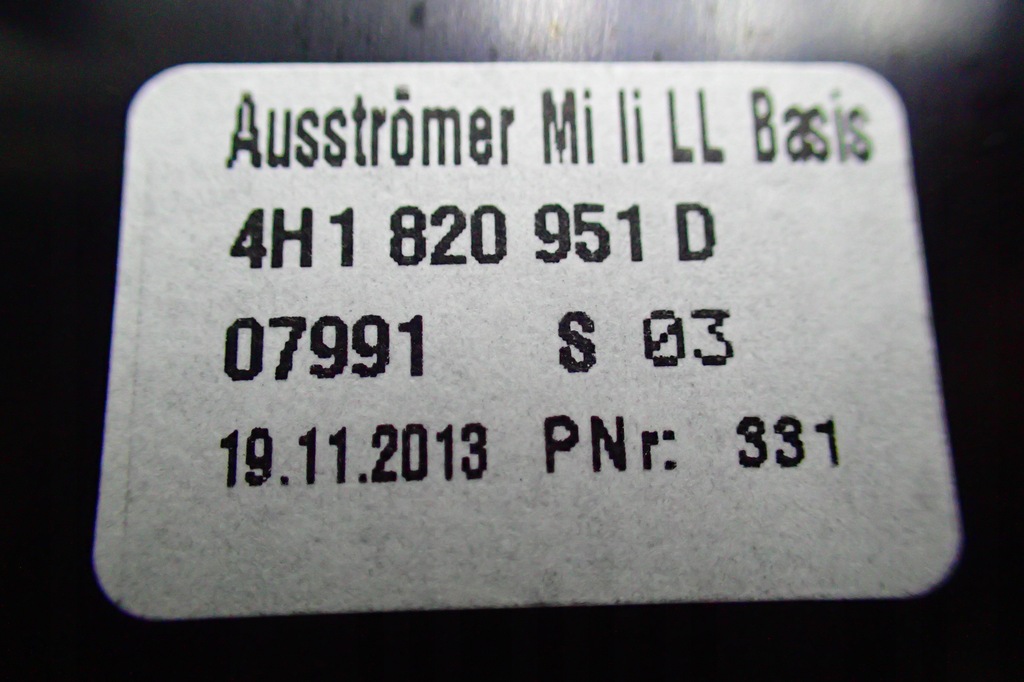 Ausströmer Mi li LL Basis
4H1 820 951 D
07991 S 03
19.11.2013 PNr: 331